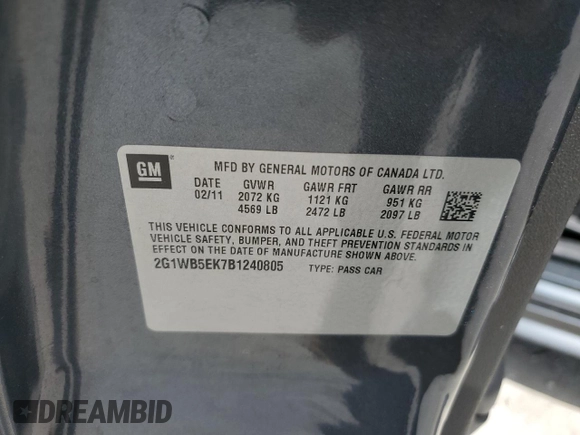 GM
MFD BY GENERAL MOTORS OF CANADA LTD.
DATE GVWR GAWR FRT GAWR RR
02/11 2072 KG 1121 KG 951 KG
4569 LB 2472 LB 2097 LB
THIS VEHICLE CONFORMS TO ALL APPLICABLE U.S. FEDERAL MOTOR
VEHICLE SAFETY, BUMPER, AND THEFT PREVENTION STANDARDS IN
EFFECT ON THE DATE OF MANUFACTURE SHOWN ABOVE.
2G1WB5EK7B1240805 TYPE: PASS CAR
DREAMBID